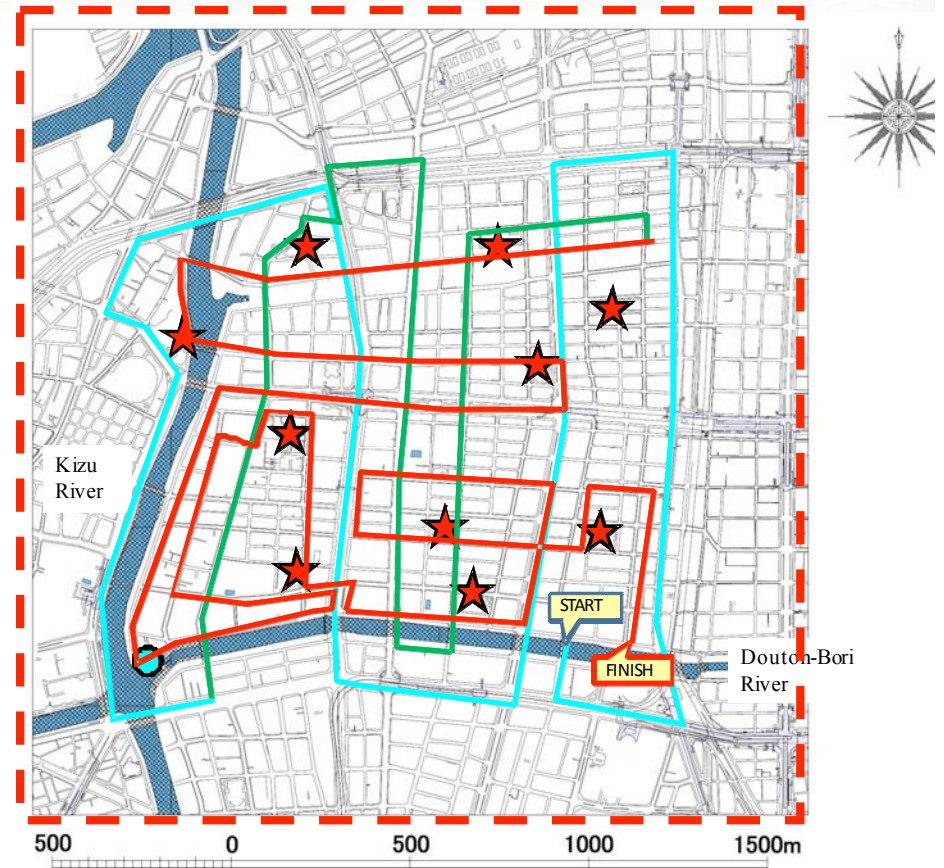 Kizu
River
START
FINISH
Douton-Bori
River
500 0 500 1000 1500m